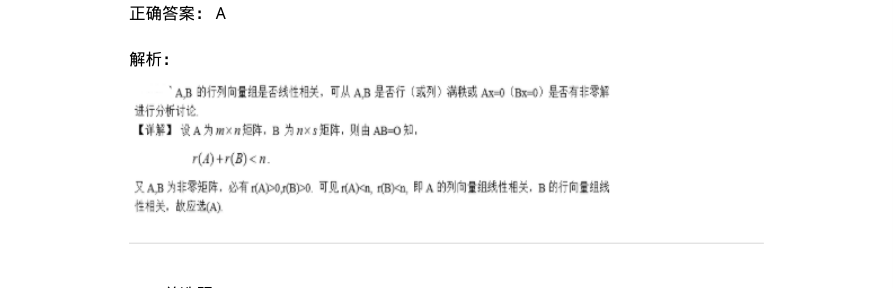 正确答案： A
解析：
A,B 的行列向量组是否线性相关，可从 A,B 是否行（或列）满秩或 Ax=0（Bx=0）是否有非零解
进行分析讨论.
【详解】 设 A 为 m×n 矩阵，B 为 n×s 矩阵，则由 AB=O 知，
r(A)+r(B)<n.
又 A,B 为非零矩阵，必有 r(A)>0,r(B)>0. 可见 r(A)<n, r(B)<n, 即 A 的列向量组线性相关，B 的行向量组线
性相关，故应选(A).